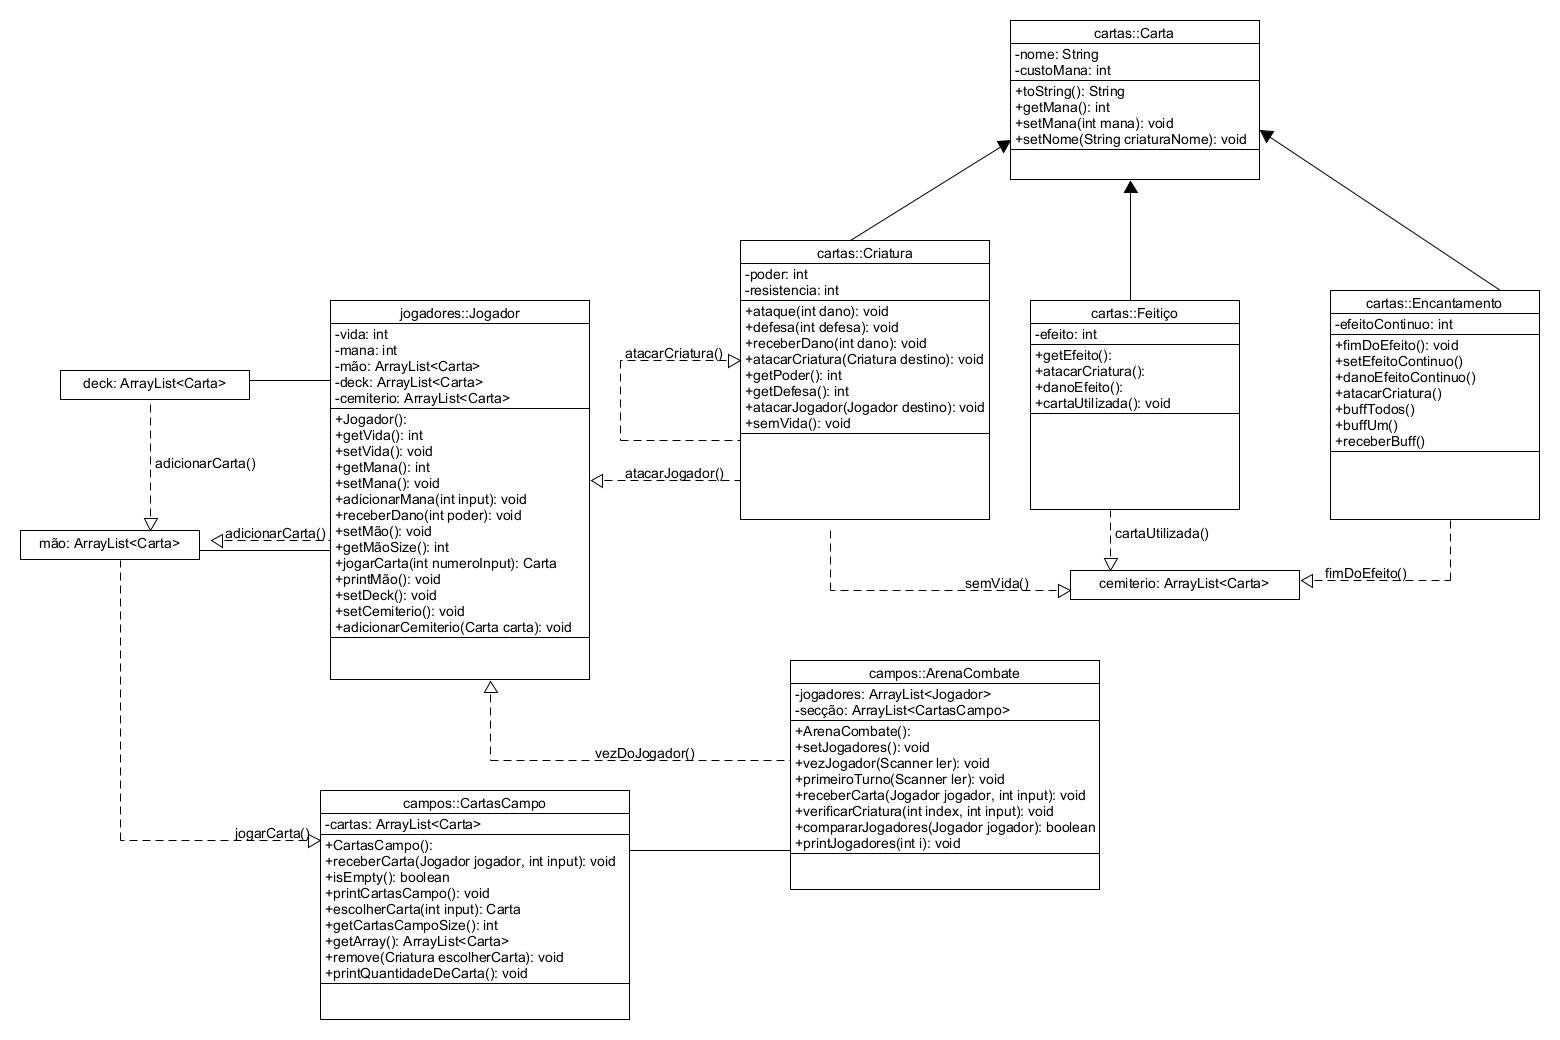 cartas::Carta
-nome: String
-custoMana: int
+toString(): String
+getMana(): int
+setMana(int mana): void
+setNome(String criaturaNome): void
cartas::Criatura
-poder: int
-resistencia: int
+ataque(int dano): void
+defesa(int defesa): void
+receberDano(int dano): void
+atacarCriatura(Criatura destino): void
+getPoder(): int
+getDefesa(): int
+atacarJogador(Jogador destino): void
+semVida(): void
cartas::Feitiço
-efeito: int
+getEfeito():
+atacarCriatura():
+danoEfeito():
+cartaUtilizada(): void
cartas::Encantamento
-efeitoContinuo: int
+fimDoEfeito(): void
+setEfeitoContinuo()
+danoEfeitoContinuo()
+atacarCriatura()
+buffTodos()
+buffUm()
+receberBuff()
jogadores::Jogador
-vida: int
-mana: int
-mão: ArrayList<Carta>
-deck: ArrayList<Carta>
-cemiterio: ArrayList<Carta>
+Jogador():
+getVida(): int
+setVida(): void
+getMana(): int
+setMana(): void
+adicionarMana(int input): void
+receberDano(int poder): void
+setMão(): void
+getMãoSize(): int
+jogarCarta(int numeroInput): Carta
+printMão(): void
+setDeck(): void
+setCemiterio(): void
+adicionarCemiterio(Carta carta): void
deck: ArrayList<Carta>
adicionarCarta()
mão: ArrayList<Carta>
adicionarCarta()
atacarCriatura()
atacarJogador()
cartaUtilizada()
semVida()
cemiterio: ArrayList<Carta>
fimDoEfeito()
vezDoJogador()
jogarCarta()
campos::ArenaCombate
-jogadores: ArrayList<Jogador>
-secção: ArrayList<CartasCampo>
+ArenaCombate():
+setJogadores(): void
+vezJogador(Scanner ler): void
+primeiroTurno(Scanner ler): void
+receberCarta(Jogador jogador, int input): void
+verificarCriatura(int index, int input): void
+compararJogadores(Jogador jogador): boolean
+printJogadores(int i): void
campos::CartasCampo
-cartas: ArrayList<Carta>
+CartasCampo():
+receberCarta(Jogador jogador, int input): void
+isEmpty(): boolean
+printCartasCampo(): void
+escolherCarta(int input): Carta
+getCartasCampoSize(): int
+getArray(): ArrayList<Carta>
+remove(Criatura escolherCarta): void
+printQuantidadeDeCarta(): void